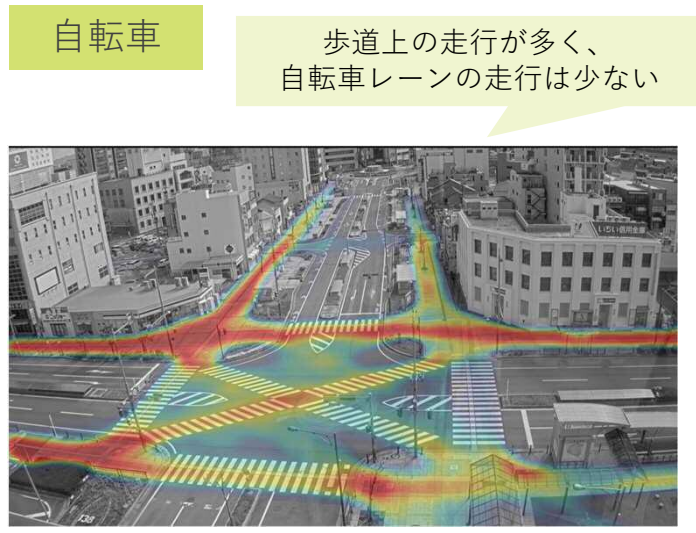 自転車
歩道上の走行が多く、
自転車レーンの走行は少ない
いちい信用金庫